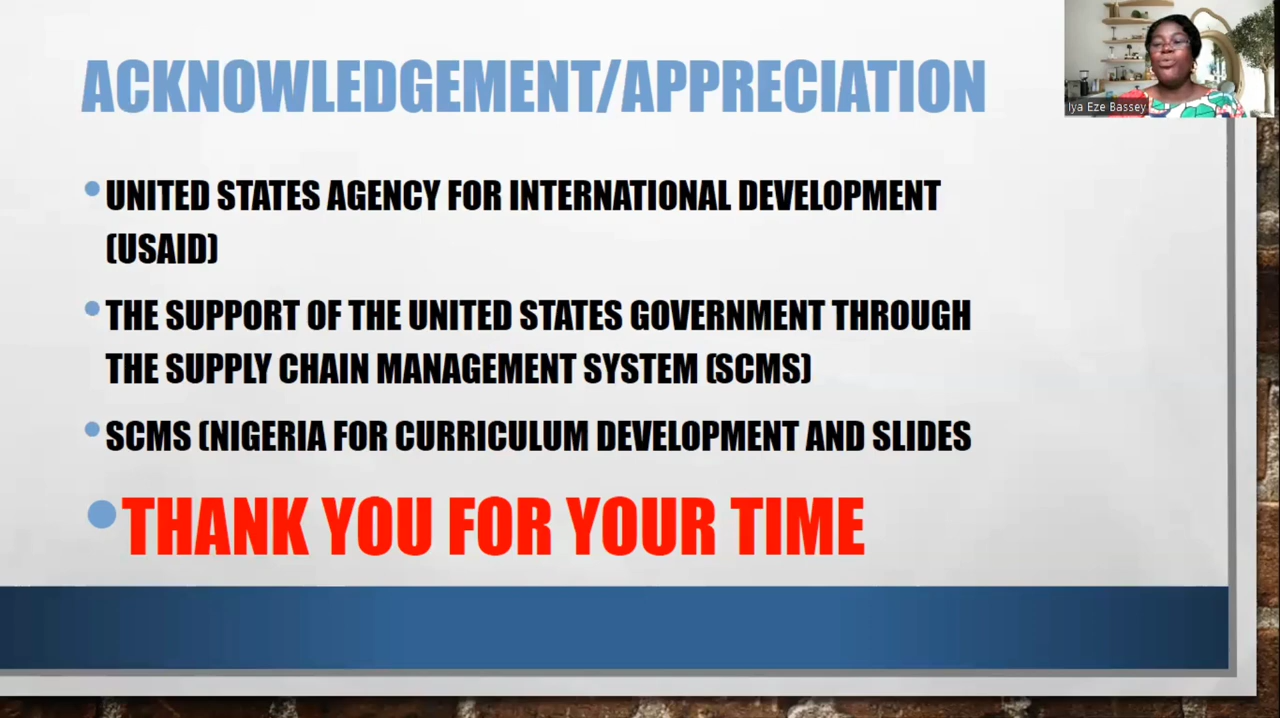 ACKNOWLEDGEMENT/APPRECIATION
Iya Eze Bassey
•UNITED STATES AGENCY FOR INTERNATIONAL DEVELOPMENT
(USAID)
•THE SUPPORT OF THE UNITED STATES GOVERNMENT THROUGH
THE SUPPLY CHAIN MANAGEMENT SYSTEM (SCMS)
•SCMS (NIGERIA FOR CURRICULUM DEVELOPMENT AND SLIDES
•THANK YOU FOR YOUR TIME